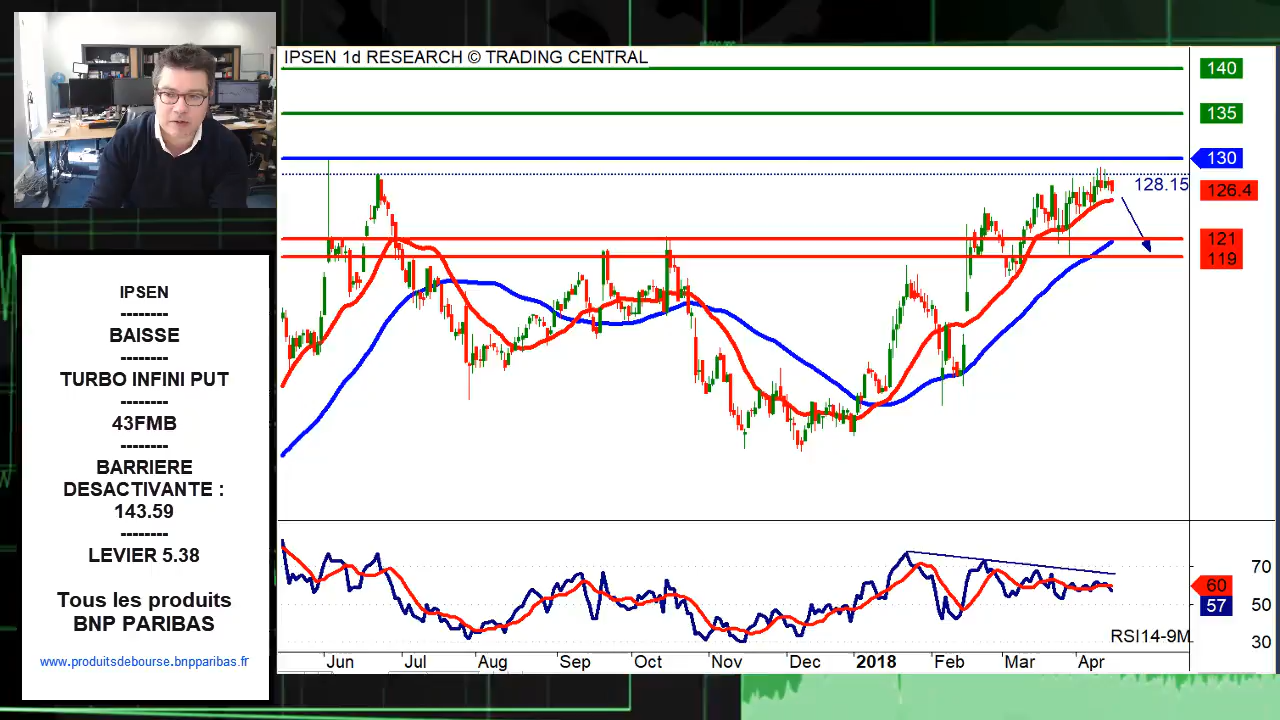 IPSEN 1d RESEARCH © TRADING CENTRAL
140
135
130
128.15
126.4
121
119
IPSEN
--------
BAISSE
--------
TURBO INFINI PUT
--------
43FMB
--------
BARRIERE
DESACTIVANTE :
143.59
--------
LEVIER 5.38
Tous les produits
BNP PARIBAS
www.produitsdebourse.bnpparibas.fr
70
60
57
50
30
RSI14-9M
Jun Jul Aug Sep Oct Nov Dec 2018 Feb Mar Apr